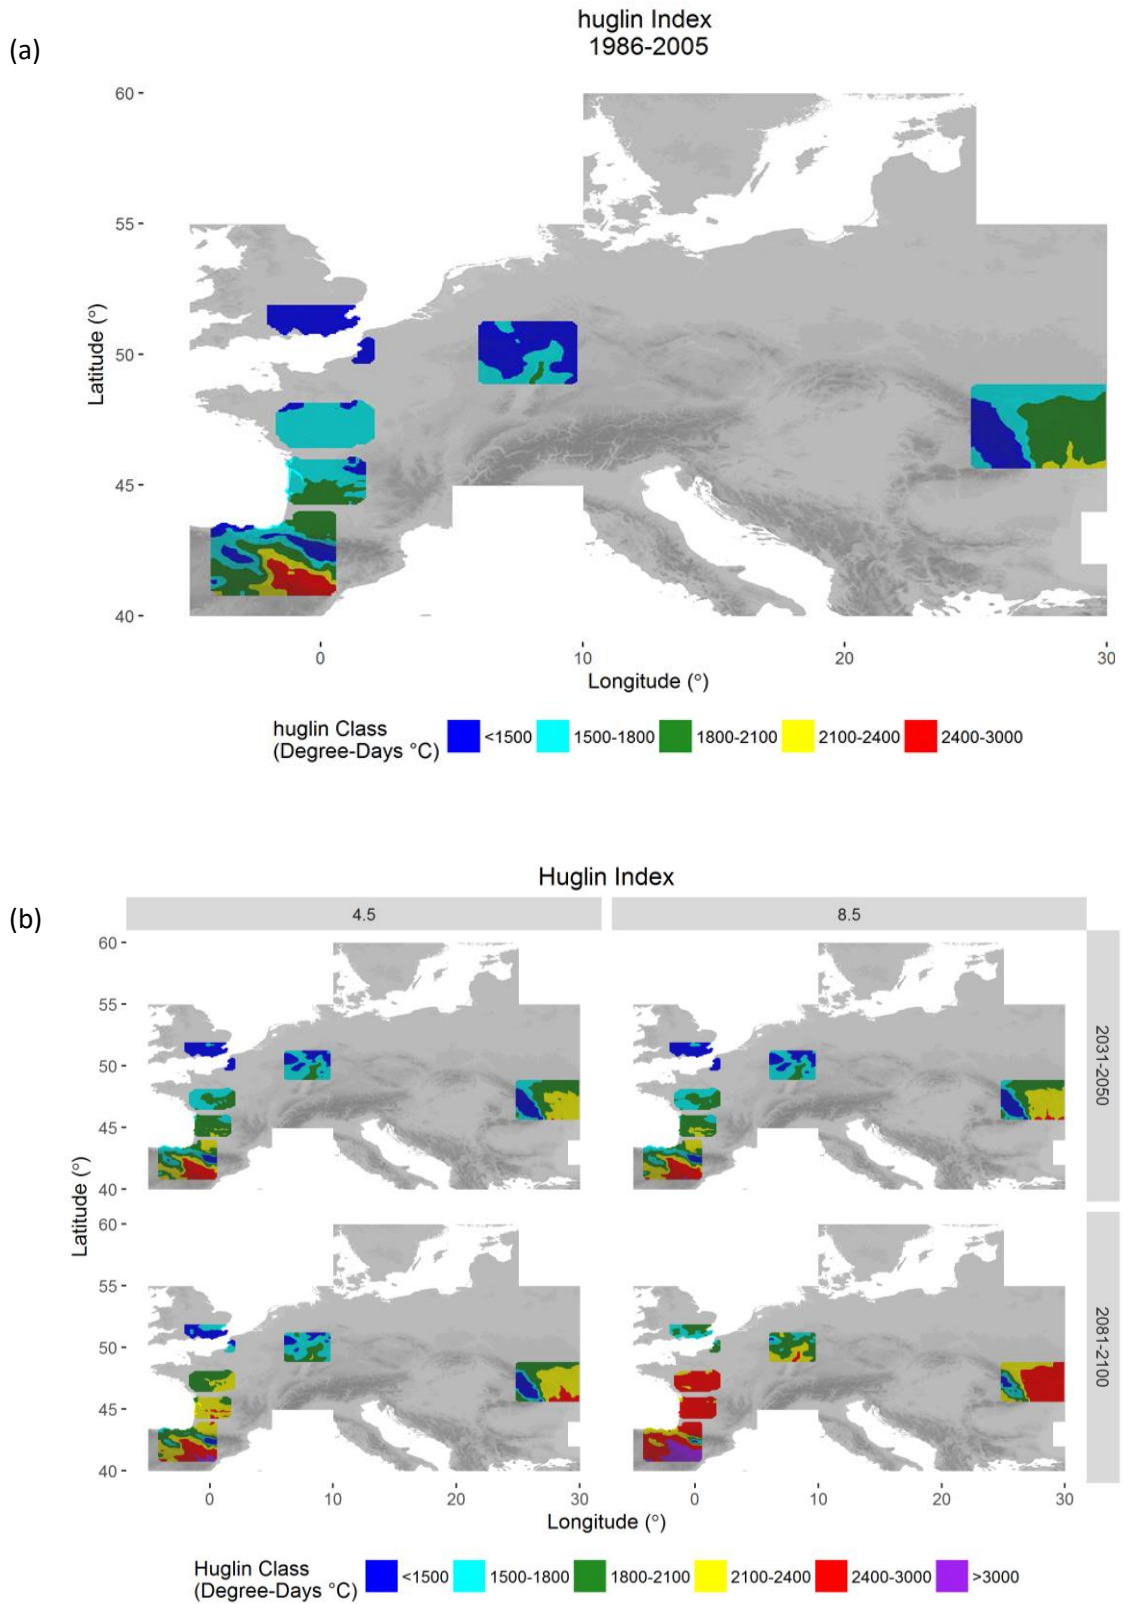 (a)
huglin Index
1986-2005
60
55
50
45
40
Latitude (°)
0 10 20 30
Longitude (°)
huglin Class
(Degree-Days °C)
<1500 1500-1800 1800-2100 2100-2400 2400-3000
(b)
Huglin Index
4.5 8.5
60
55
50
45
40
2031-2050
Latitude (°)
60
55
50
45
40
2081-2100
0 10 20 30 0 10 20 30
Longitude (°)
Huglin Class
(Degree-Days °C)
<1500 1500-1800 1800-2100 2100-2400 2400-3000 >3000